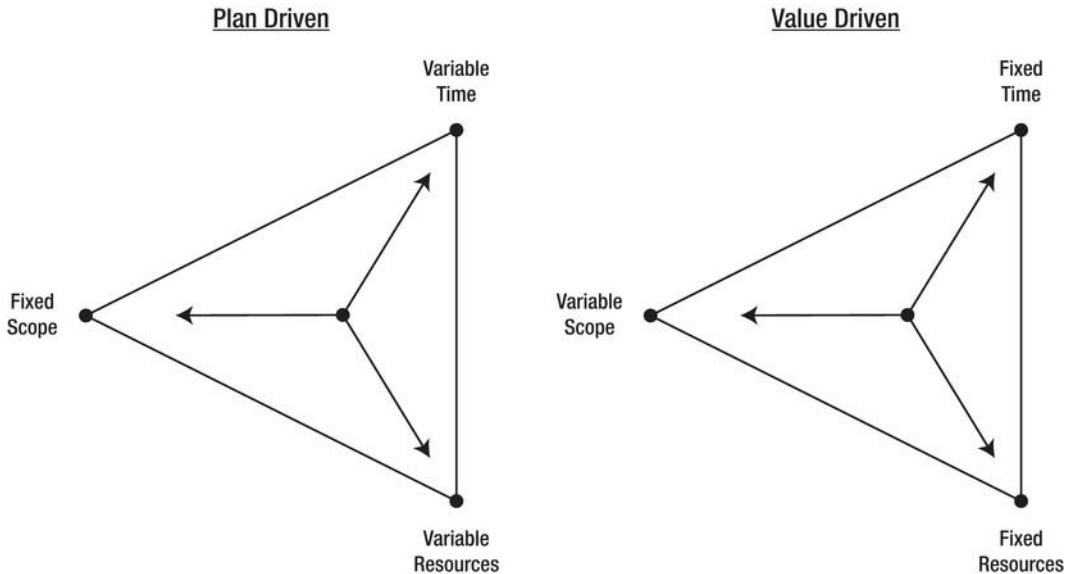 Plan Driven
Variable
Time
Fixed
Scope
Variable
Resources
Value Driven
Fixed
Time
Variable
Scope
Fixed
Resources